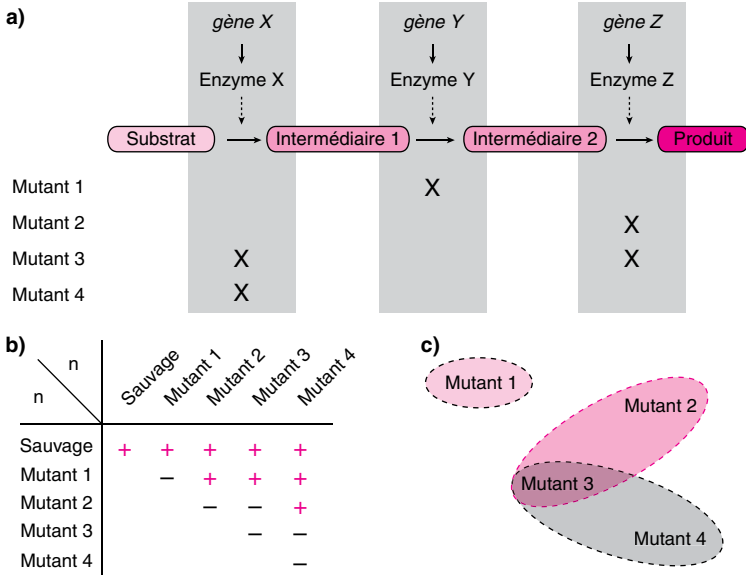 a)
gène X gène Y gène Z
Enzyme X Enzyme Y Enzyme Z
Substrat Intermédiaire 1 Intermédiaire 2 Produit
Mutant 1 X
Mutant 2 X
Mutant 3 X X
Mutant 4 X
b)
n n Sauvage Mutant 1 Mutant 2 Mutant 3 Mutant 4
Sauvage + + + + +
Mutant 1 – + + +
Mutant 2 – – +
Mutant 3 – –
Mutant 4 –
c)
Mutant 1
Mutant 2
Mutant 3
Mutant 4